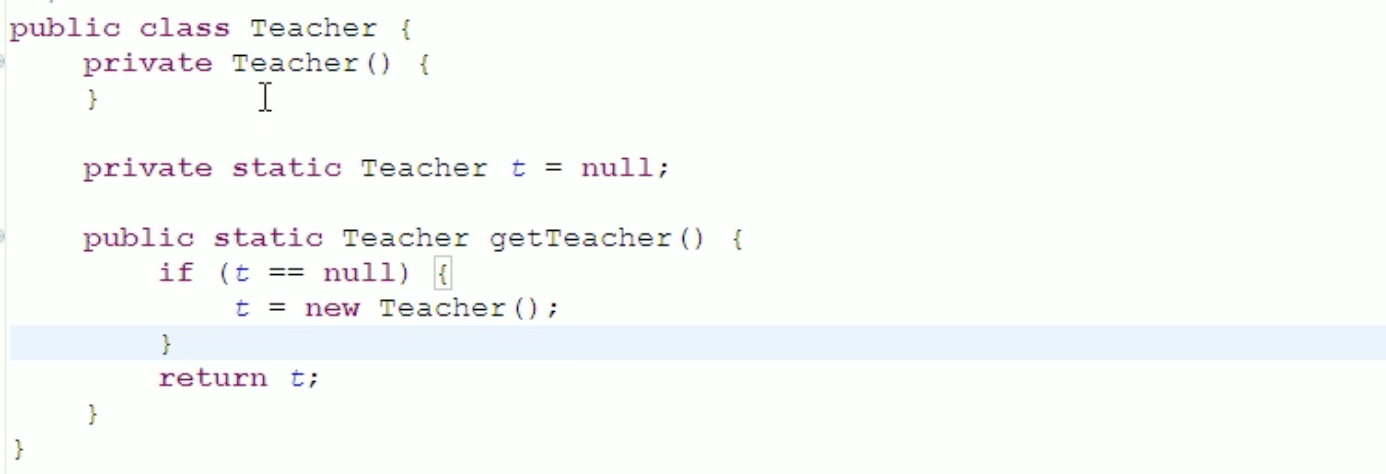 public class Teacher {
    private Teacher() {
    }

    private static Teacher t = null;

    public static Teacher getTeacher() {
        if (t == null) {
            t = new Teacher();
        }
        return t;
    }
}